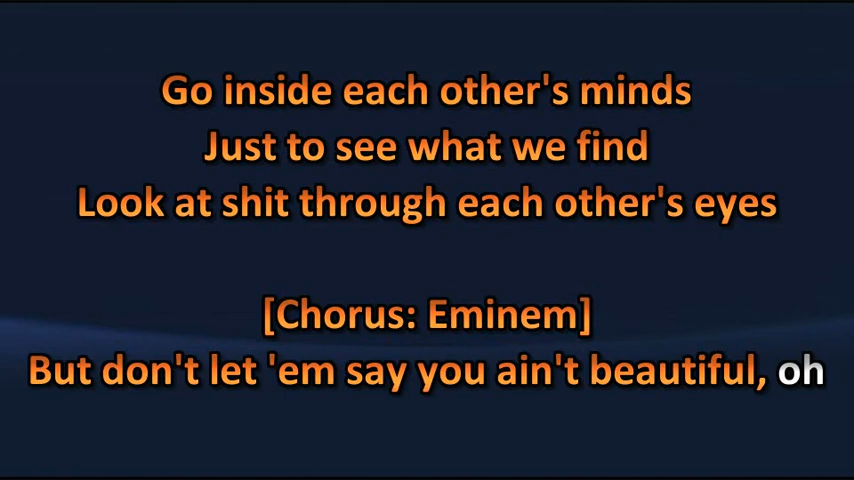 Go inside each other's minds
Just to see what we find
Look at shit through each other's eyes
[Chorus: Eminem]
But don't let 'em say you ain't beautiful, oh